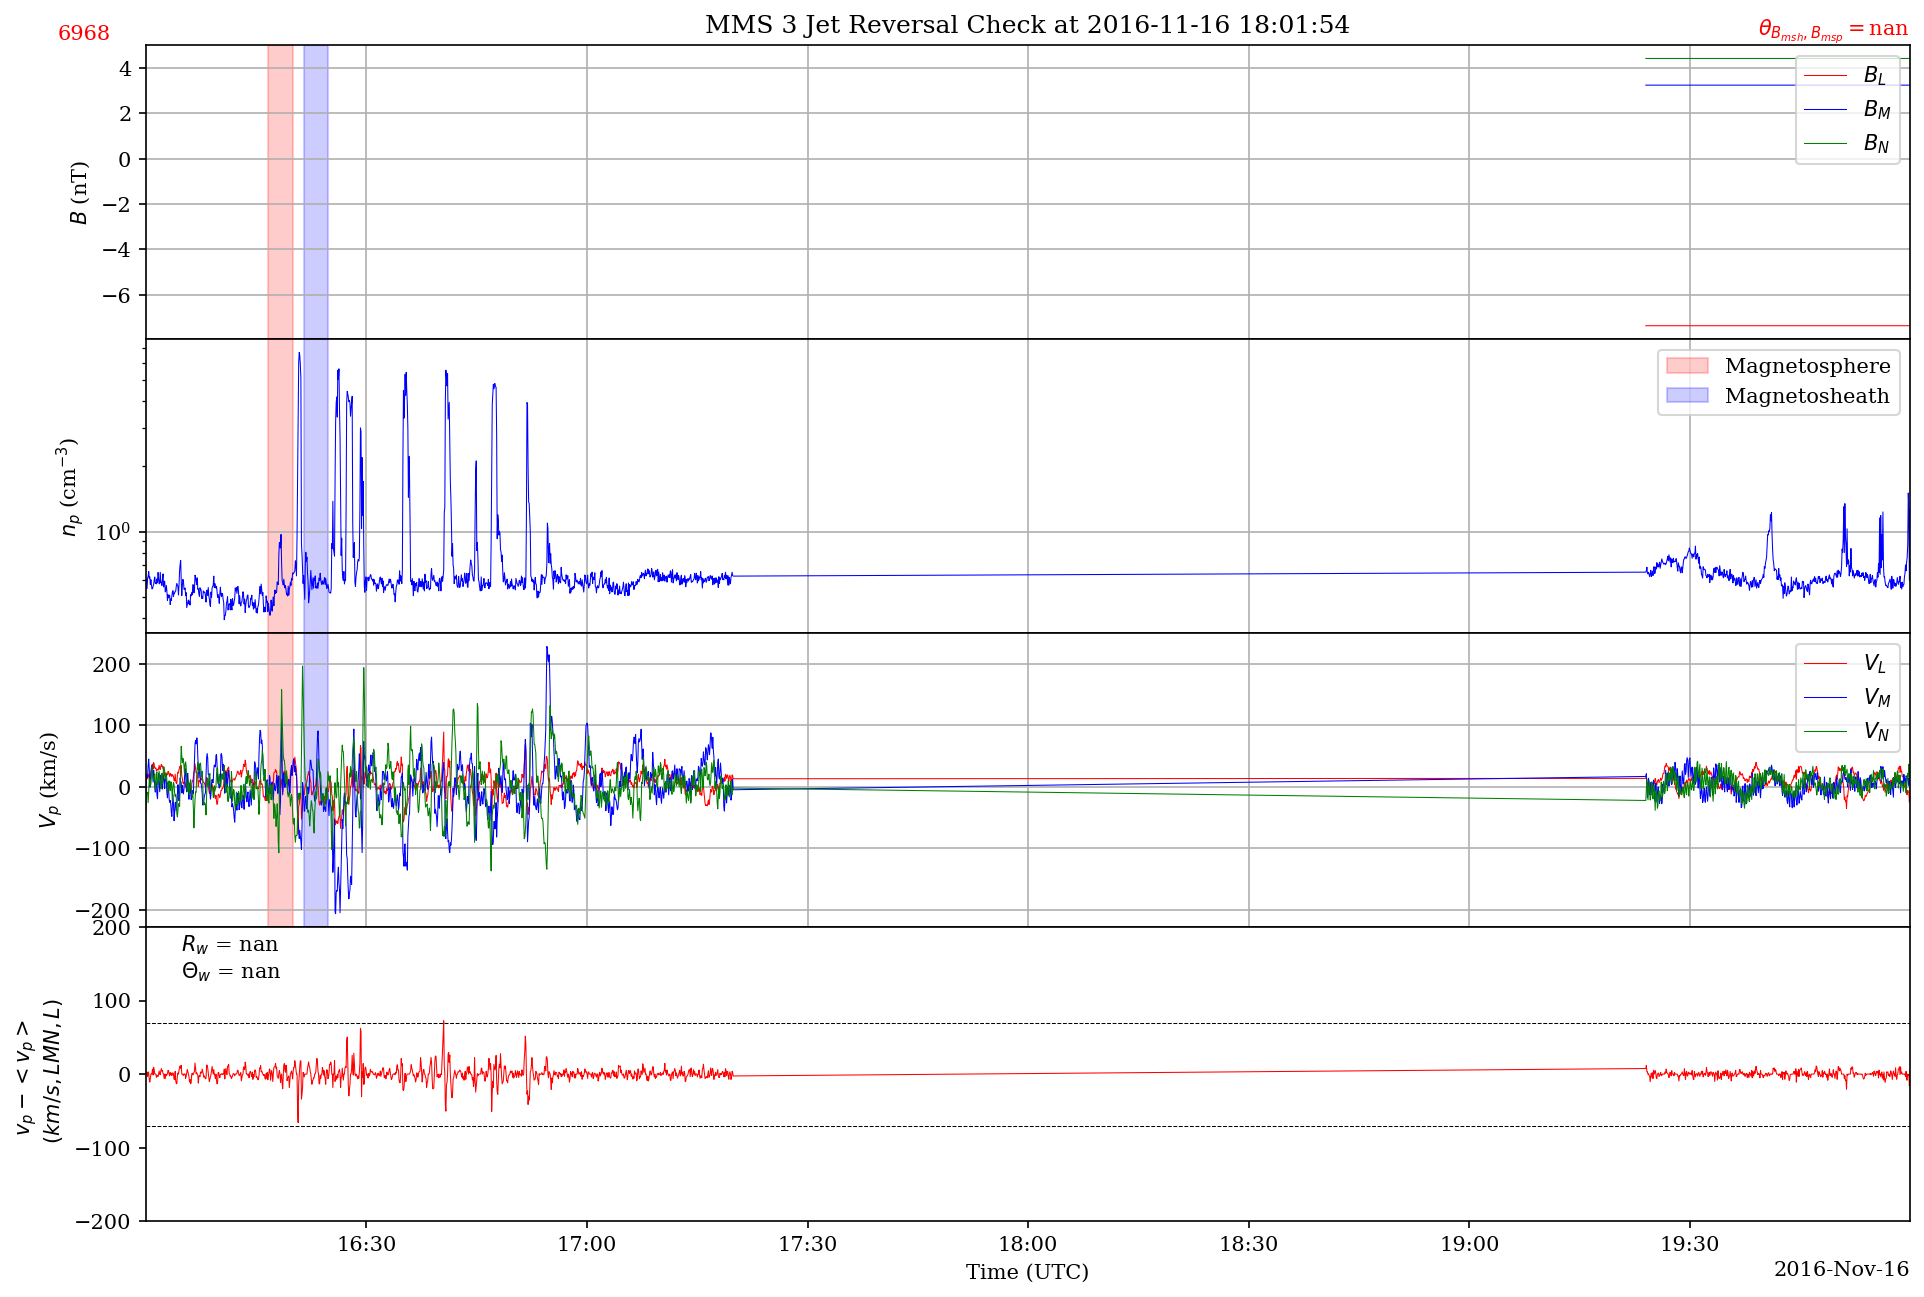 6968
MMS 3 Jet Reversal Check at 2016-11-16 18:01:54
θ_{B_{msh}, B_{msp}} = nan
4
2
0
−2
−4
−6
B (nT)
B_L
B_M
B_N
10^0
n_p (cm^{−3})
Magnetosphere
Magnetosheath
200
100
0
−100
−200
V_p (km/s)
V_L
V_M
V_N
200
100
0
−100
−200
v_p − < v_p >
(km/s, LMN, L)
R_w = nan
Θ_w = nan
16:30
17:00
17:30
18:00
18:30
19:00
19:30
Time (UTC)
2016-Nov-16